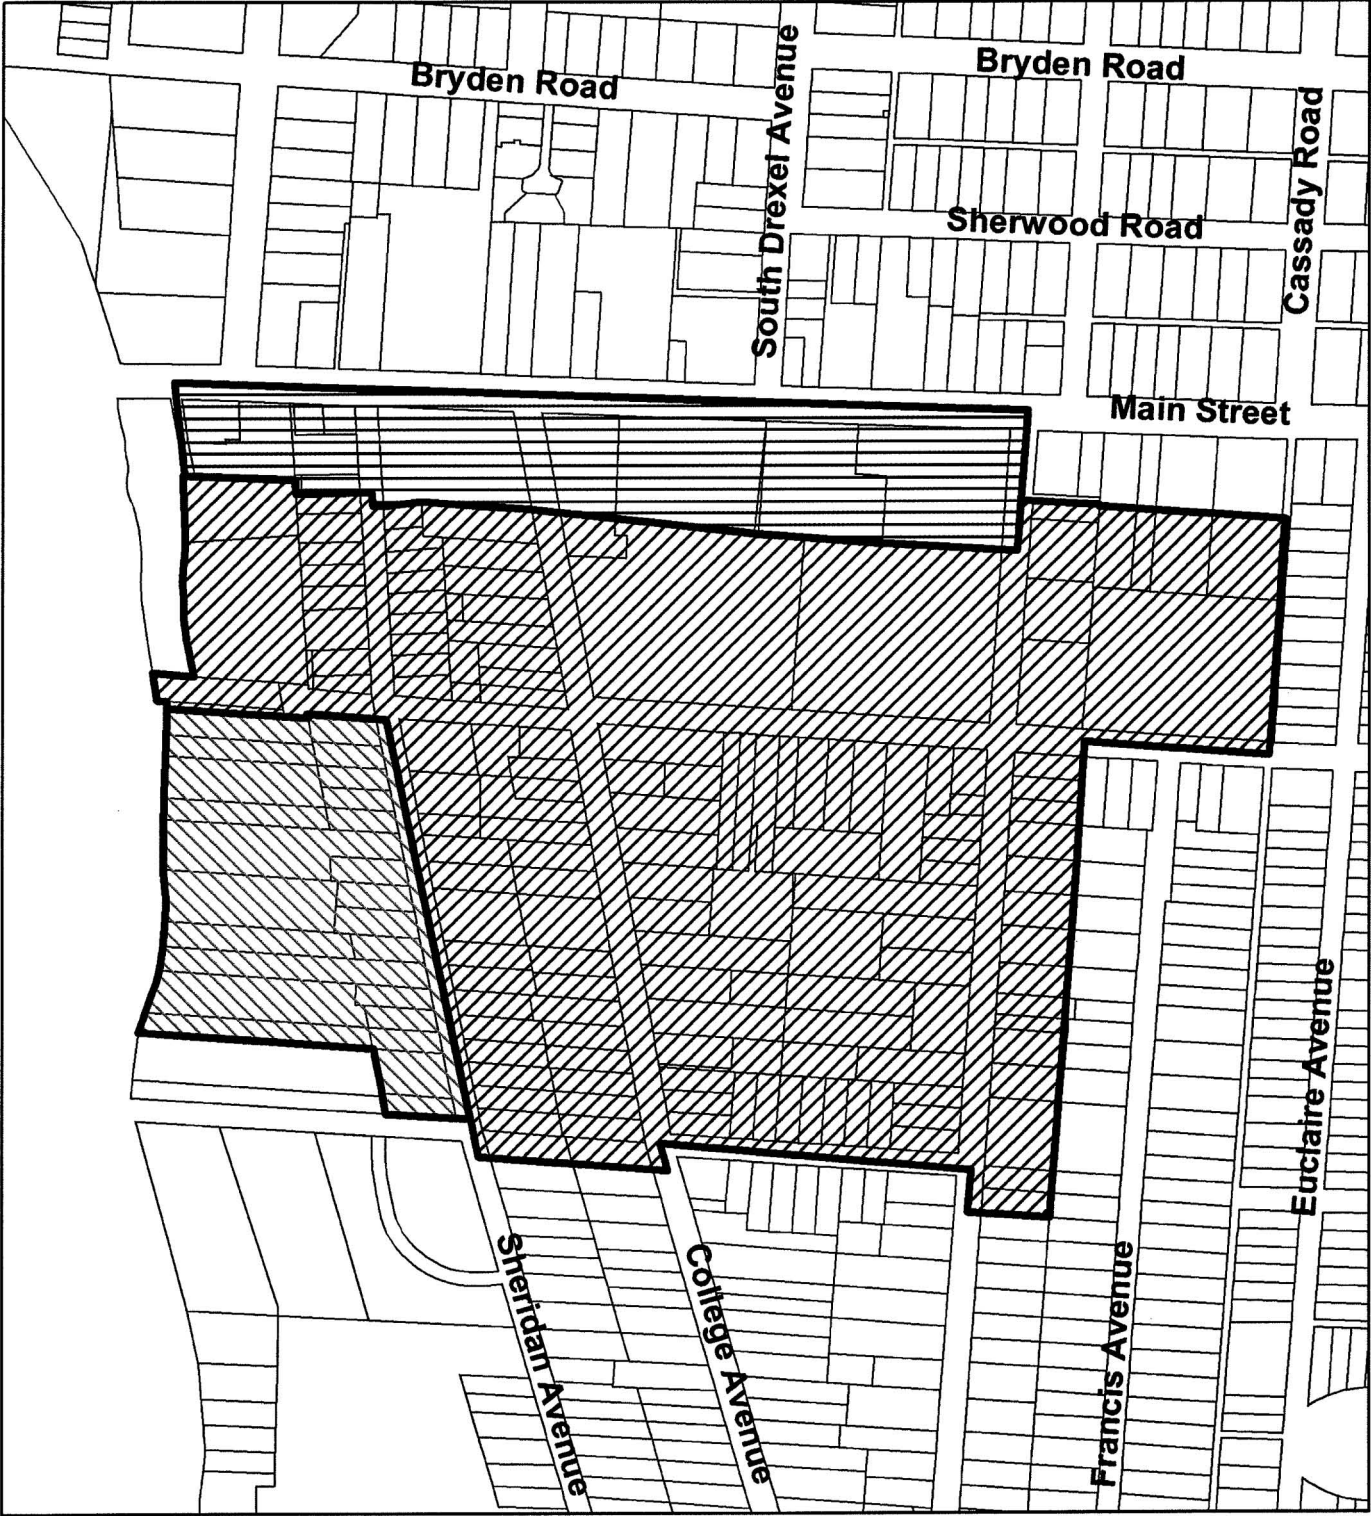 Bryden Road
Bryden Road
South Drexel Avenue
Cassady Road
Sherwood Road
Main Street
Euclaire Avenue
Sheridan Avenue
College Avenue
Francis Avenue